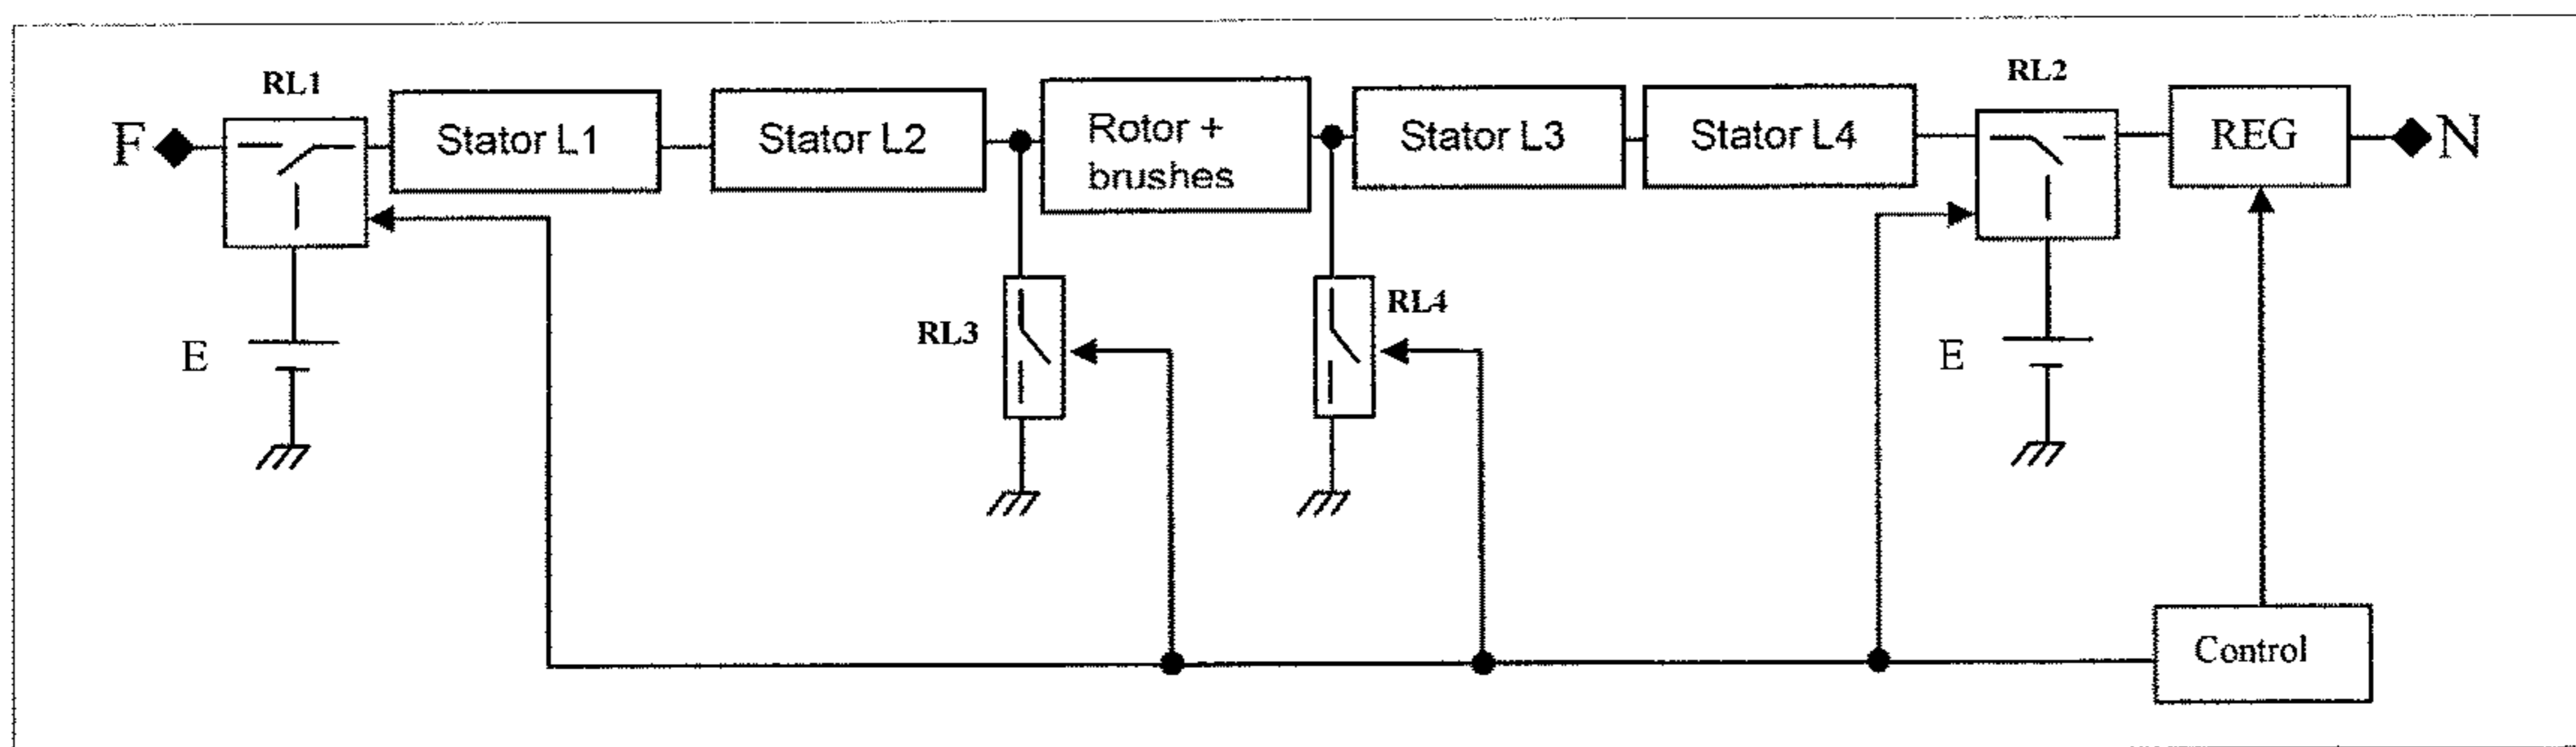 RL1
RL2
F
Stator L1
Stator L2
Rotor +
brushes
Stator L3
Stator L4
REG
N
RL3
RL4
E
E
Control